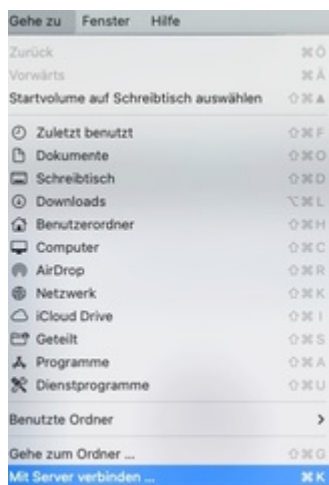 Gehe zu Fenster Hilfe
Zurück ⌘Ö
Vorwärts ⌘Ä
Startvolume auf Schreibtisch auswählen ⇧⌘▲
Zuletzt benutzt ⇧⌘F
Dokumente ⇧⌘O
Schreibtisch ⇧⌘D
Downloads ⌥⌘L
Benutzerordner ⇧⌘H
Computer ⇧⌘C
AirDrop ⇧⌘R
Netzwerk ⇧⌘K
iCloud Drive ⇧⌘I
Geteilt ⇧⌘S
Programme ⇧⌘A
Dienstprogramme ⇧⌘U
Benutzte Ordner >
Gehe zum Ordner ... ⇧⌘G
Mit Server verbinden ... ⌘K